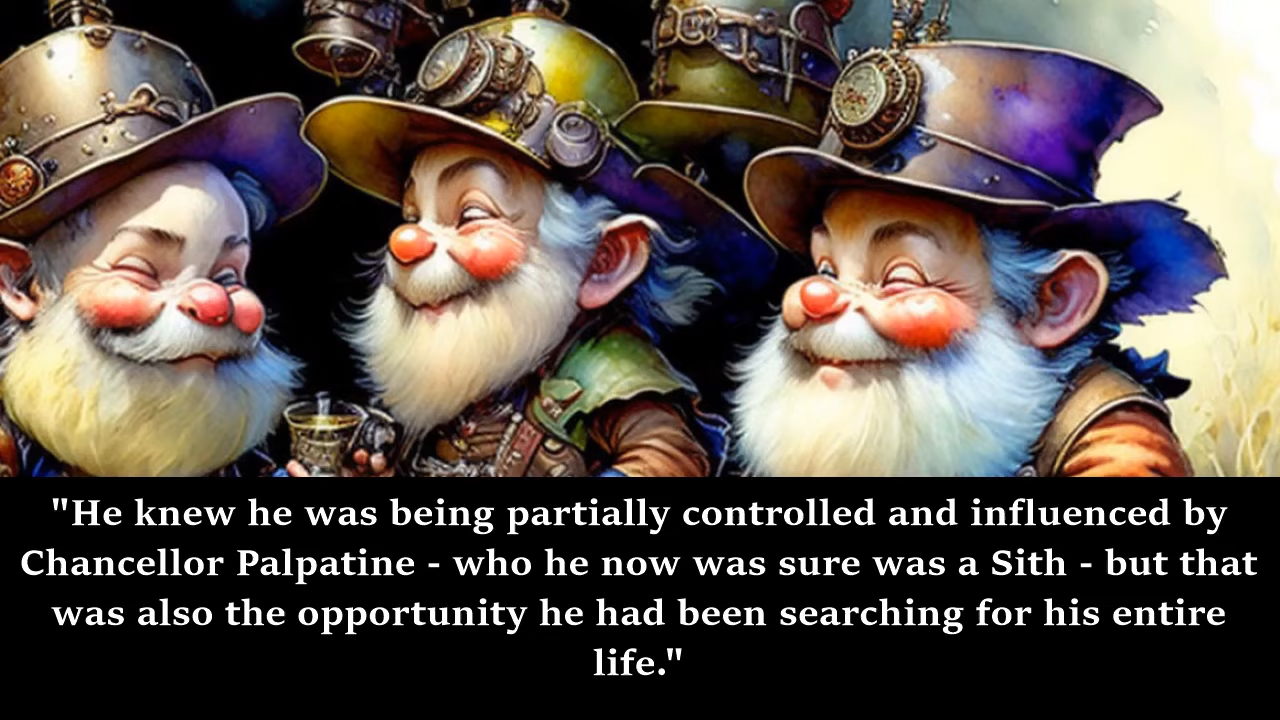 "He knew he was being partially controlled and influenced by
Chancellor Palpatine - who he now was sure was a Sith - but that
was also the opportunity he had been searching for his entire
life."